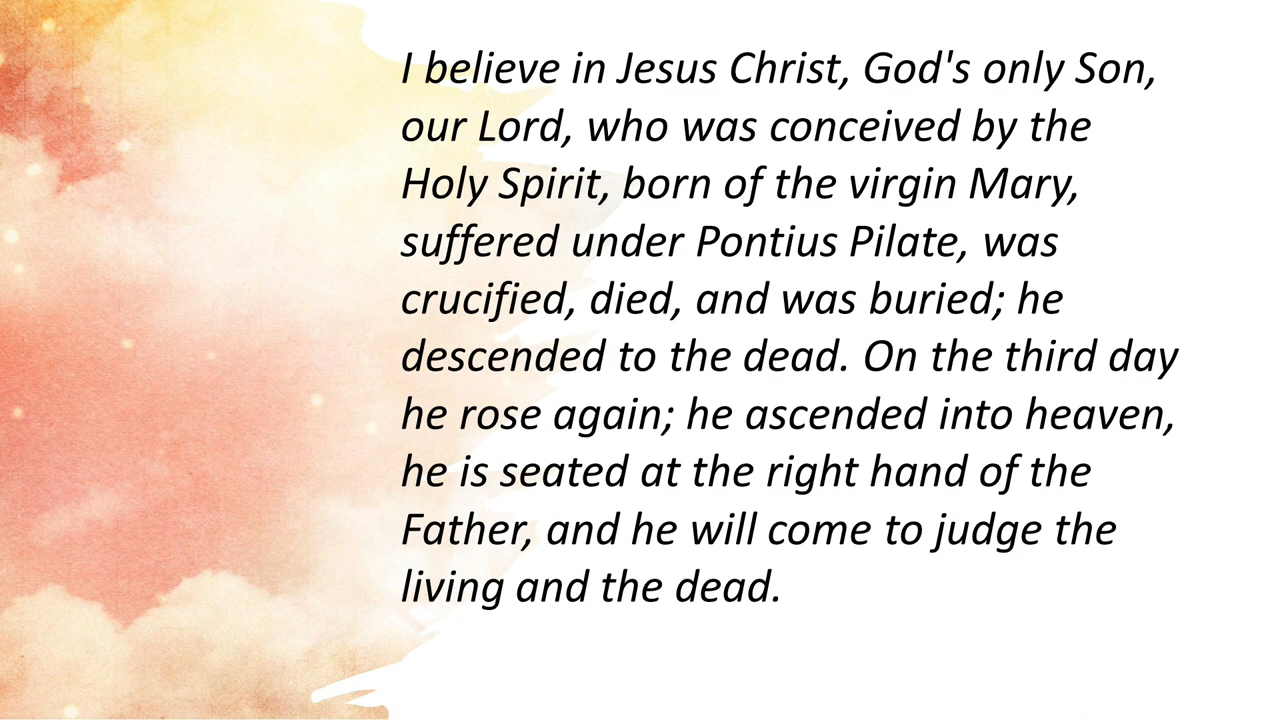 I believe in Jesus Christ, God's only Son,
our Lord, who was conceived by the
Holy Spirit, born of the virgin Mary,
suffered under Pontius Pilate, was
crucified, died, and was buried; he
descended to the dead. On the third day
he rose again; he ascended into heaven,
he is seated at the right hand of the
Father, and he will come to judge the
living and the dead.